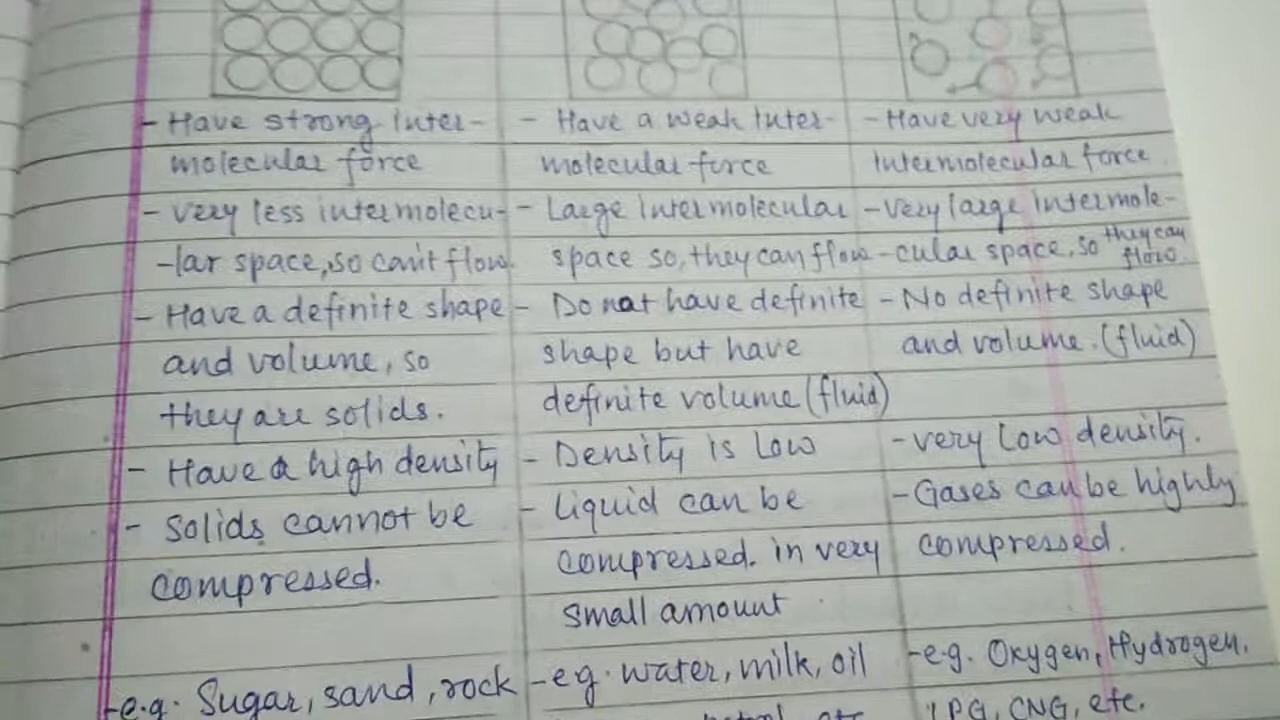 - Have strong Inter-
molecular force
- very less intermolecu-
-lar space, so can't flow.
- Have a definite shape
and volume, so
they are solids.
- Have a high density
- Solids cannot be
compressed.
- e.g. Sugar, sand, rock
- Have a weak Inter-
molecular force
- Large Intermolecular
space so, they can flow
- Do not have definite
shape but have
definite volume (fluid)
- Density is low
- Liquid can be
compressed. in very
small amount
- eg. water, milk, oil
- Have very weak
Intermolecular force
- Very large Intermole-
-cular space, so they can
flow.
- No definite shape
and volume. (fluid)
- very low density.
- Gases can be highly
compressed.
- e.g. Oxygen, Hydrogen,
LPG, CNG, etc.